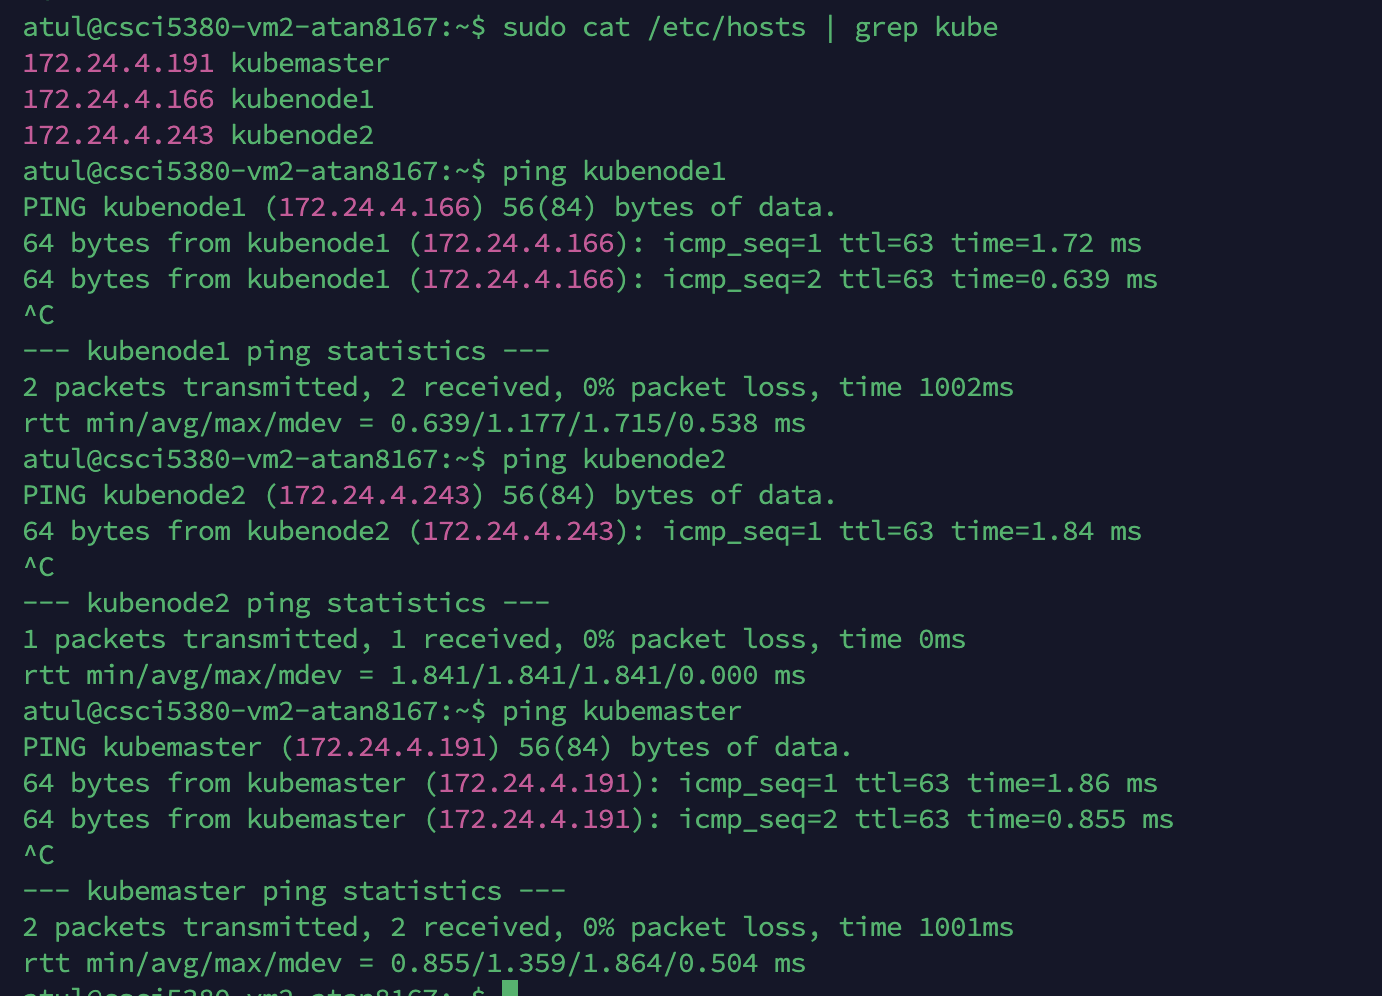 atul@csci5380-vm2-atan8167:~$ sudo cat /etc/hosts | grep kube
172.24.4.191 kubemaster
172.24.4.166 kubenode1
172.24.4.243 kubenode2
atul@csci5380-vm2-atan8167:~$ ping kubenode1
PING kubenode1 (172.24.4.166) 56(84) bytes of data.
64 bytes from kubenode1 (172.24.4.166): icmp_seq=1 ttl=63 time=1.72 ms
64 bytes from kubenode1 (172.24.4.166): icmp_seq=2 ttl=63 time=0.639 ms
^C
--- kubenode1 ping statistics ---
2 packets transmitted, 2 received, 0% packet loss, time 1002ms
rtt min/avg/max/mdev = 0.639/1.177/1.715/0.538 ms
atul@csci5380-vm2-atan8167:~$ ping kubenode2
PING kubenode2 (172.24.4.243) 56(84) bytes of data.
64 bytes from kubenode2 (172.24.4.243): icmp_seq=1 ttl=63 time=1.84 ms
^C
--- kubenode2 ping statistics ---
1 packets transmitted, 1 received, 0% packet loss, time 0ms
rtt min/avg/max/mdev = 1.841/1.841/1.841/0.000 ms
atul@csci5380-vm2-atan8167:~$ ping kubemaster
PING kubemaster (172.24.4.191) 56(84) bytes of data.
64 bytes from kubemaster (172.24.4.191): icmp_seq=1 ttl=63 time=1.86 ms
64 bytes from kubemaster (172.24.4.191): icmp_seq=2 ttl=63 time=0.855 ms
^C
--- kubemaster ping statistics ---
2 packets transmitted, 2 received, 0% packet loss, time 1001ms
rtt min/avg/max/mdev = 0.855/1.359/1.864/0.504 ms
atul@csci5380-vm2-atan8167:~$